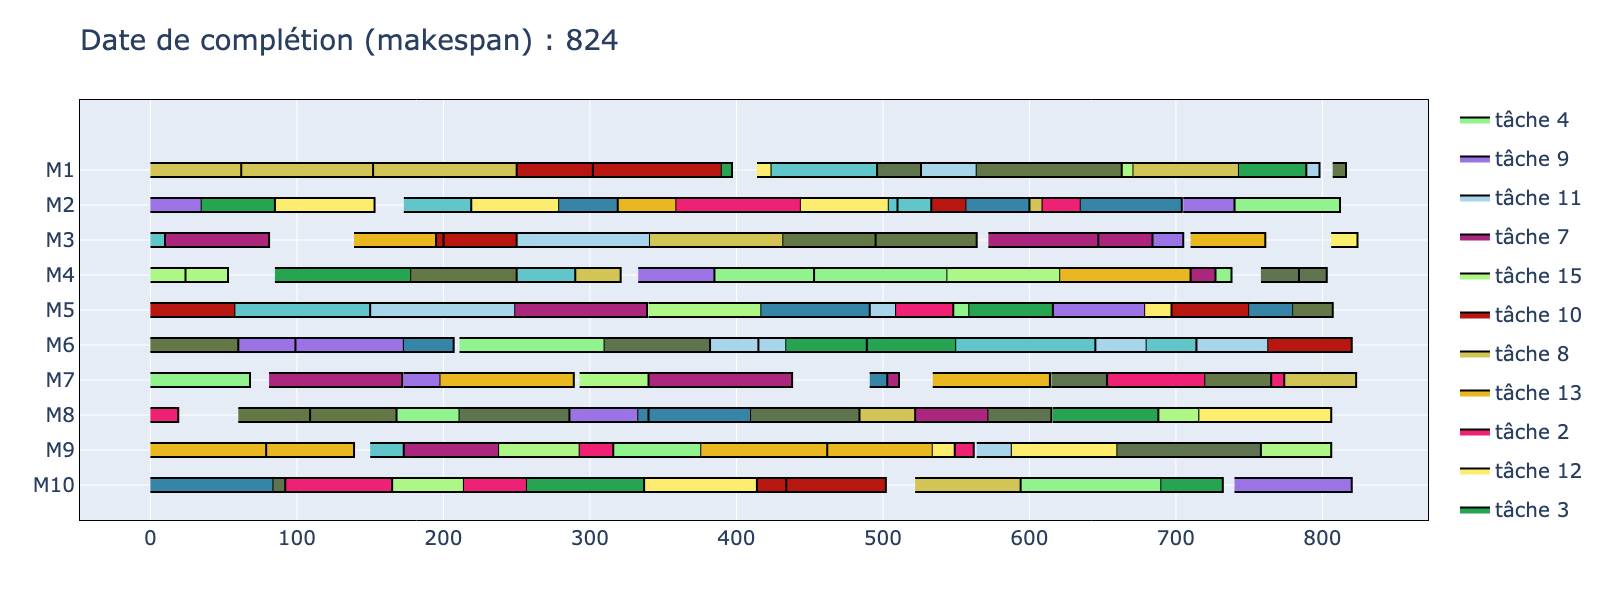 Date de complétion (makespan) : 824
M1
M2
M3
M4
M5
M6
M7
M8
M9
M10
0 100 200 300 400 500 600 700 800
tâche 4
tâche 9
tâche 11
tâche 7
tâche 15
tâche 10
tâche 8
tâche 13
tâche 2
tâche 12
tâche 3